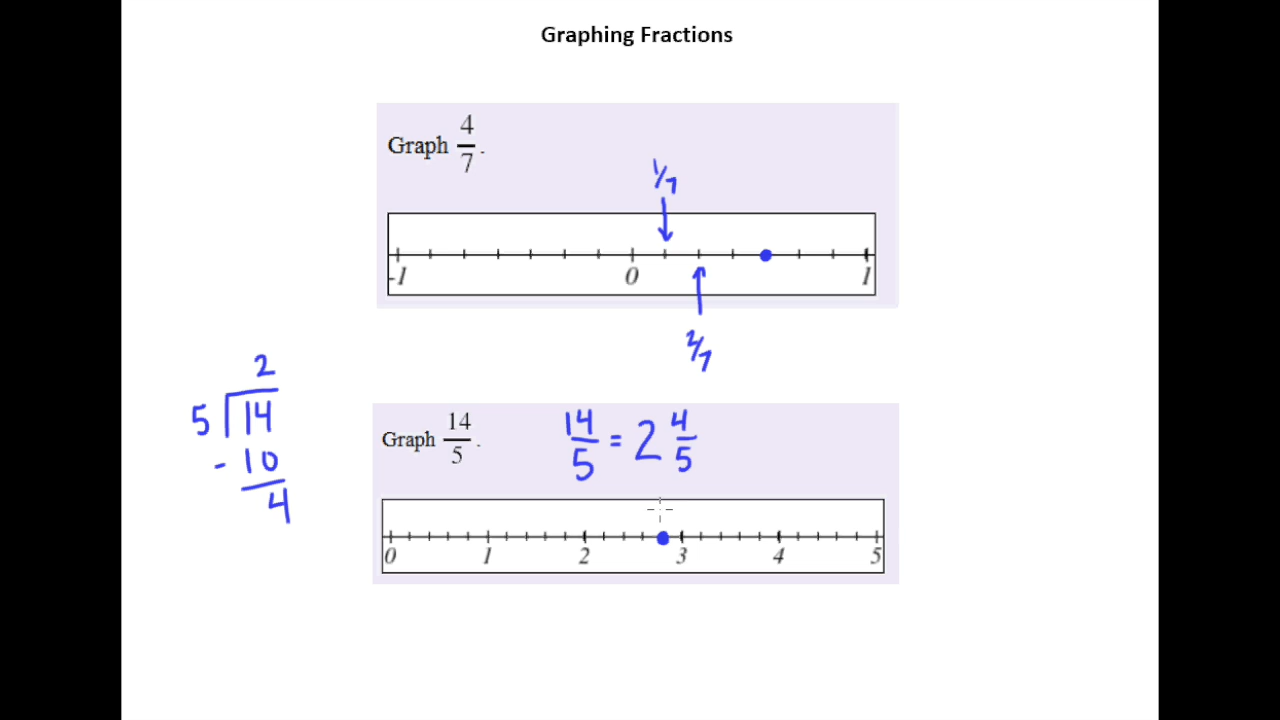 Graphing Fractions
Graph 4/7.
1/7
-1 0 1
2/7
2
5 14
- 10
4
Graph 14/5. 14/5 = 2 4/5
0 1 2 3 4 5